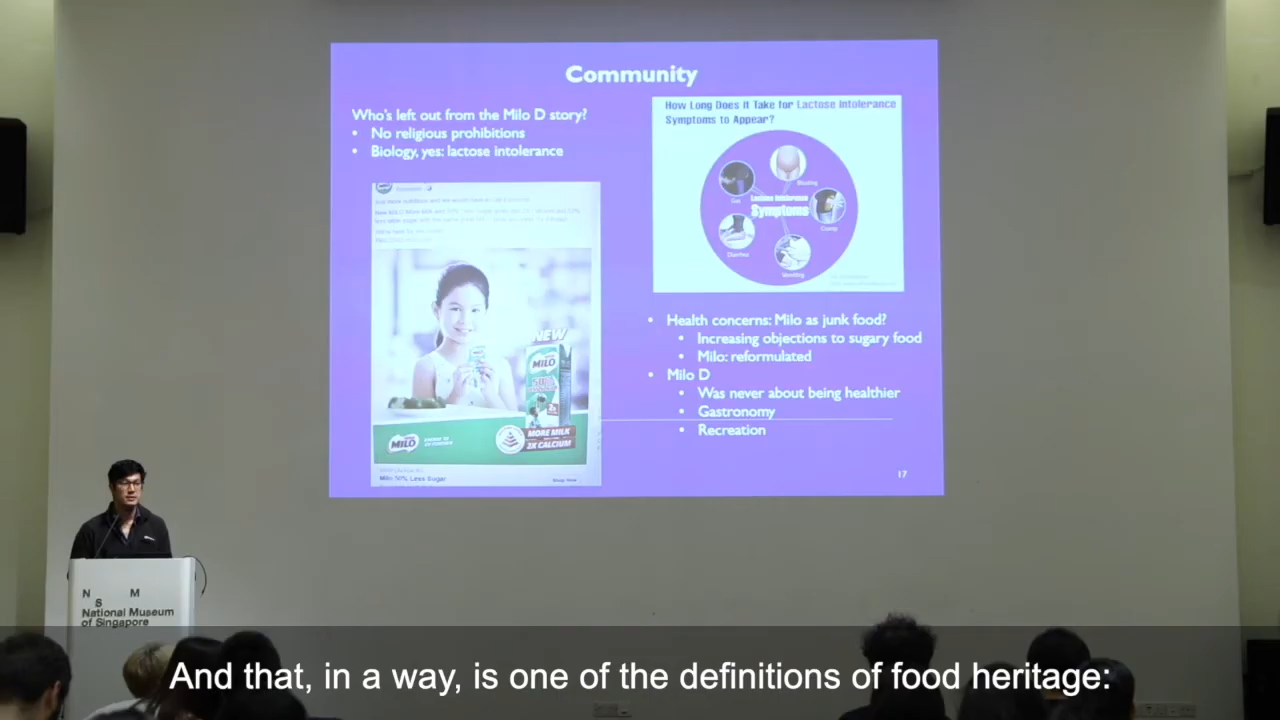 Community
Who's left out from the Milo D story?
• No religious prohibitions
• Biology, yes: lactose intolerance
NEW
MILO
MILO
MORE MILK
2X CALCIUM
Milo 50% Less Sugar
Shop Now
How Long Does It Take for Lactose Intolerance
Symptoms to Appear?
Bloating
Gas
Lactose Intolerance
Symptoms
Cramp
Diarrhea
Vomiting
• Health concerns: Milo as junk food?
• Increasing objections to sugary food
• Milo: reformulated
• Milo D
• Was never about being healthier
• Gastronomy
• Recreation
17
N M
S
National Museum
of Singapore
And that, in a way, is one of the definitions of food heritage: